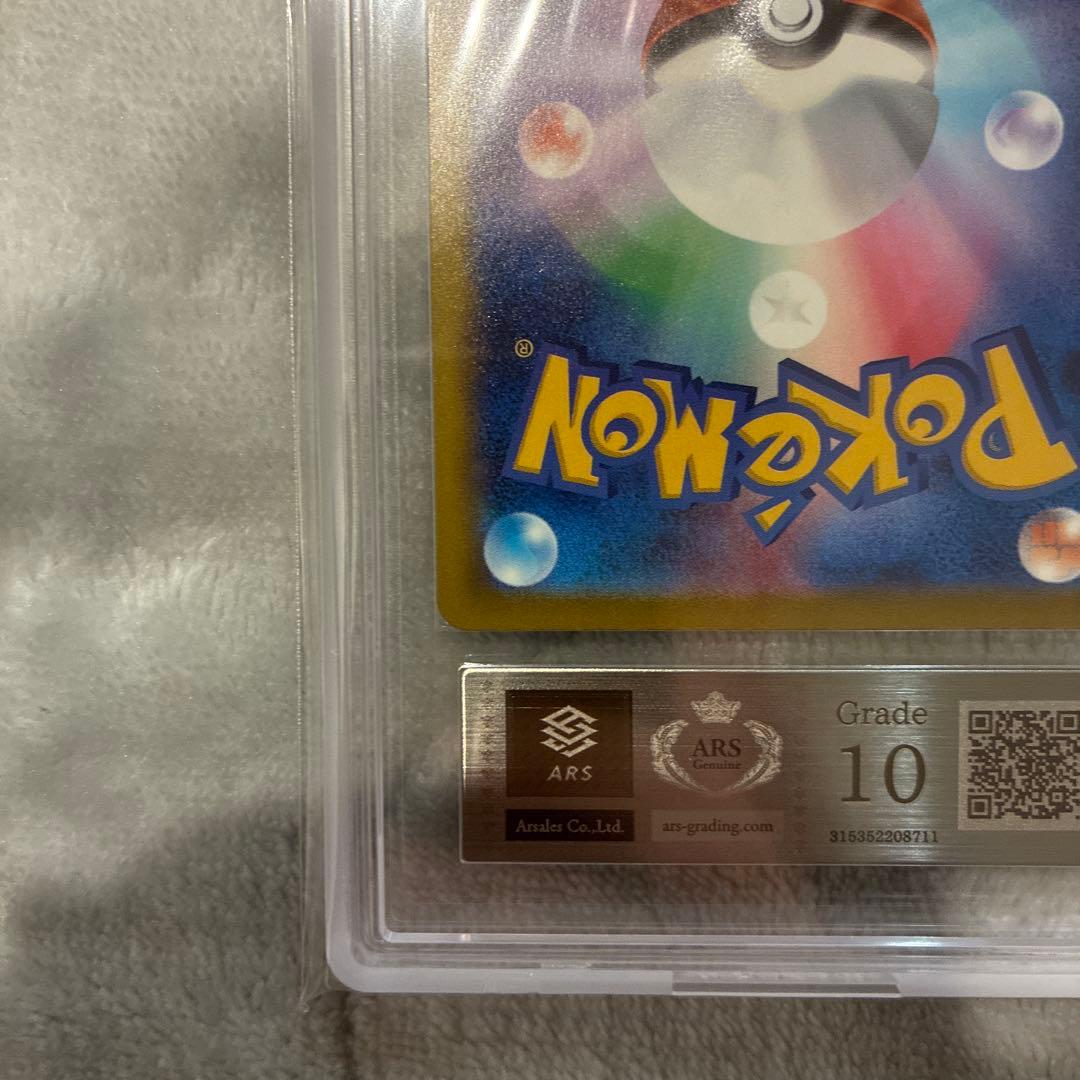 POKéMON
®
ARS
Arsales Co.,Ltd.
ARS
Genuine
ars-grading.com
Grade
10
315352208711